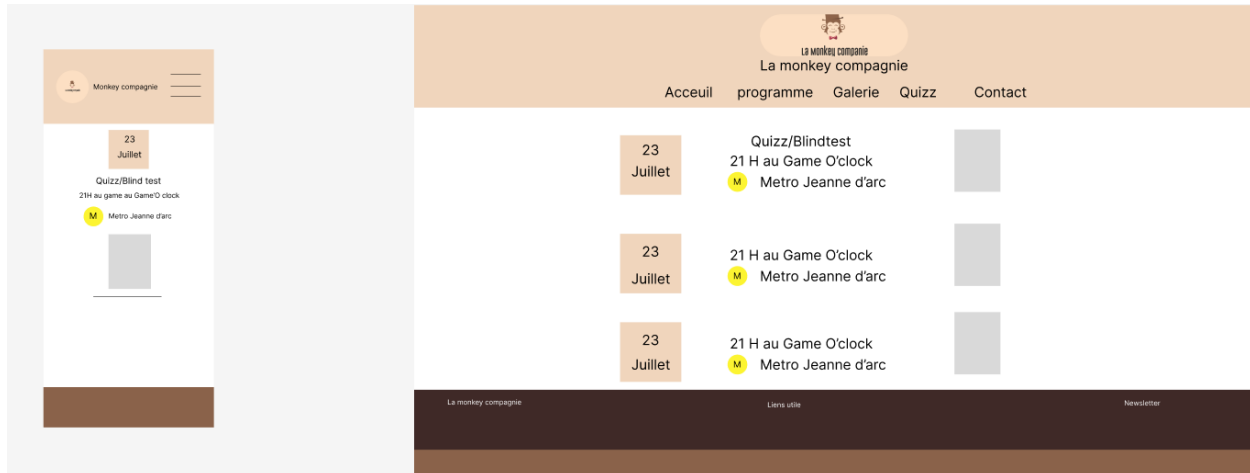 Monkey compagnie
23
Juillet
Quizz/Blind test
21H au game au Game'O clock
M Metro Jeanne d'arc
La Monkey companie
La monkey compagnie
Acceuil programme Galerie Quizz Contact
23
Juillet
Quizz/Blindtest
21 H au Game O'clock
M Metro Jeanne d'arc
23
Juillet
21 H au Game O'clock
M Metro Jeanne d'arc
23
Juillet
21 H au Game O'clock
M Metro Jeanne d'arc
La monkey compagnie Liens utile Newsletter